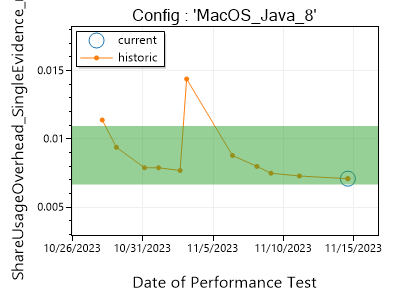 Config : 'MacOS_Java_8'
current
historic
ShareUsageOverhead_SingleEvidence_
0.015
0.01
0.005
10/26/2023
10/31/2023
11/5/2023
11/10/2023
11/15/2023
Date of Performance Test